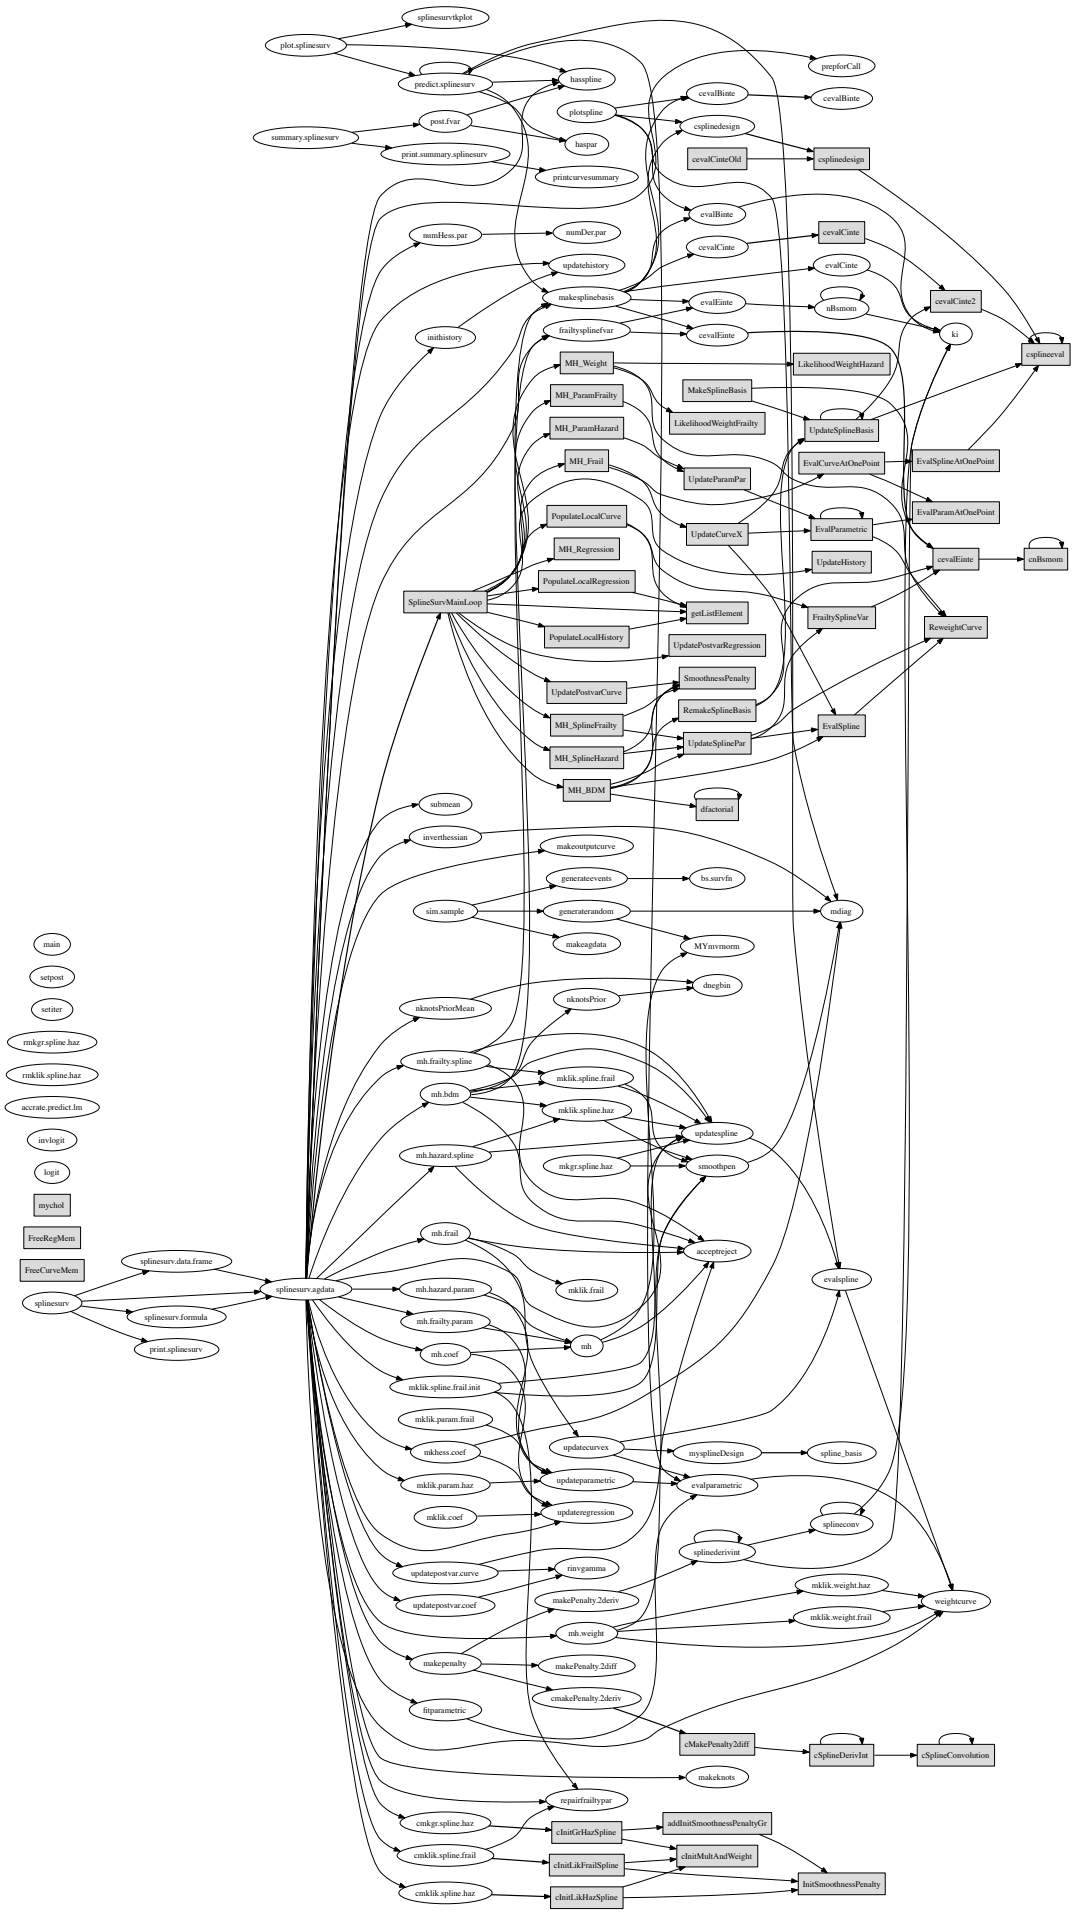 splinesurvtkplot
plot.splinesurv
prepforCall
predict.splinesurv
hasspline
cevalBinte
cevalBinte
plotspline
post.fvar
csplinedesign
summary.splinesurv
haspar
print.summary.splinesurv
cevalCinteOld
csplinedesign
printcurvesummary
evalBinte
numHess.par
numDer.par
cevalCinte
cevalCinte
updatehistory
evalCinte
makesplinebasis
evalEinte
nBsmom
cevalCinte2
frailtysplinefvar
cevalEinte
ki
inithistory
csplineeval
MH_Weight
LikelihoodWeightHazard
MH_ParamFrailty
MakeSplineBasis
LikelihoodWeightFrailty
MH_ParamHazard
UpdateSplineBasis
MH_Frail
EvalCurveAtOnePoint
EvalSplineAtOnePoint
UpdateParamPar
PopulateLocalCurve
EvalParamAtOnePoint
UpdateCurveX
EvalParametric
MH_Regression
UpdateHistory
cevalEinte
cnBsmom
PopulateLocalRegression
SplineSurvMainLoop
getListElement
FrailtySplineVar
ReweightCurve
PopulateLocalHistory
UpdatePostvarRegression
SmoothnessPenalty
UpdatePostvarCurve
RemakeSplineBasis
MH_SplineFrailty
EvalSpline
UpdateSplinePar
MH_SplineHazard
MH_BDM
submean
dfactorial
inverthessian
makeoutputcurve
generateevents
bs.survfn
sim.sample
generaterandom
mdiag
main
makeagdata
MYmvrnorm
setpost
dnegbin
setiter
nknotsPriorMean
nknotsPrior
rmkgr.spline.haz
mh.frailty.spline
rmklik.spline.haz
mklik.spline.frail
mh.bdm
accrate.predict.lm
mklik.spline.haz
updatespline
invlogit
mh.hazard.spline
mkgr.spline.haz
smoothpen
logit
mychol
FreeRegMem
mh.frail
acceptreject
splinesurv.data.frame
FreeCurveMem
evalspline
splinesurv.agdata
mh.hazard.param
mklik.frail
splinesurv
splinesurv.formula
mh.frailty.param
print.splinesurv
mh.coef
mh
mklik.spline.frail.init
mklik.param.frail
mkhess.coef
updatecurvex
mysplineDesign
spline_basis
mklik.param.haz
updateparametric
evalparametric
mklik.coef
updateregression
splineconv
splinederivint
updatepostvar.curve
rinvgamma
mklik.weight.haz
updatepostvar.coef
makePenalty.2deriv
weightcurve
mklik.weight.frail
mh.weight
makepenalty
makePenalty.2diff
cmakePenalty.2deriv
fitparametric
cMakePenalty2diff
cSplineDerivInt
cSplineConvolution
makeknots
repairfrailtypar
cmkgr.spline.haz
addInitSmoothnessPenaltyGr
cInitGrHazSpline
cmklik.spline.frail
cInitMultAndWeight
cInitLikFrailSpline
InitSmoothnessPenalty
cmklik.spline.haz
cInitLikHazSpline